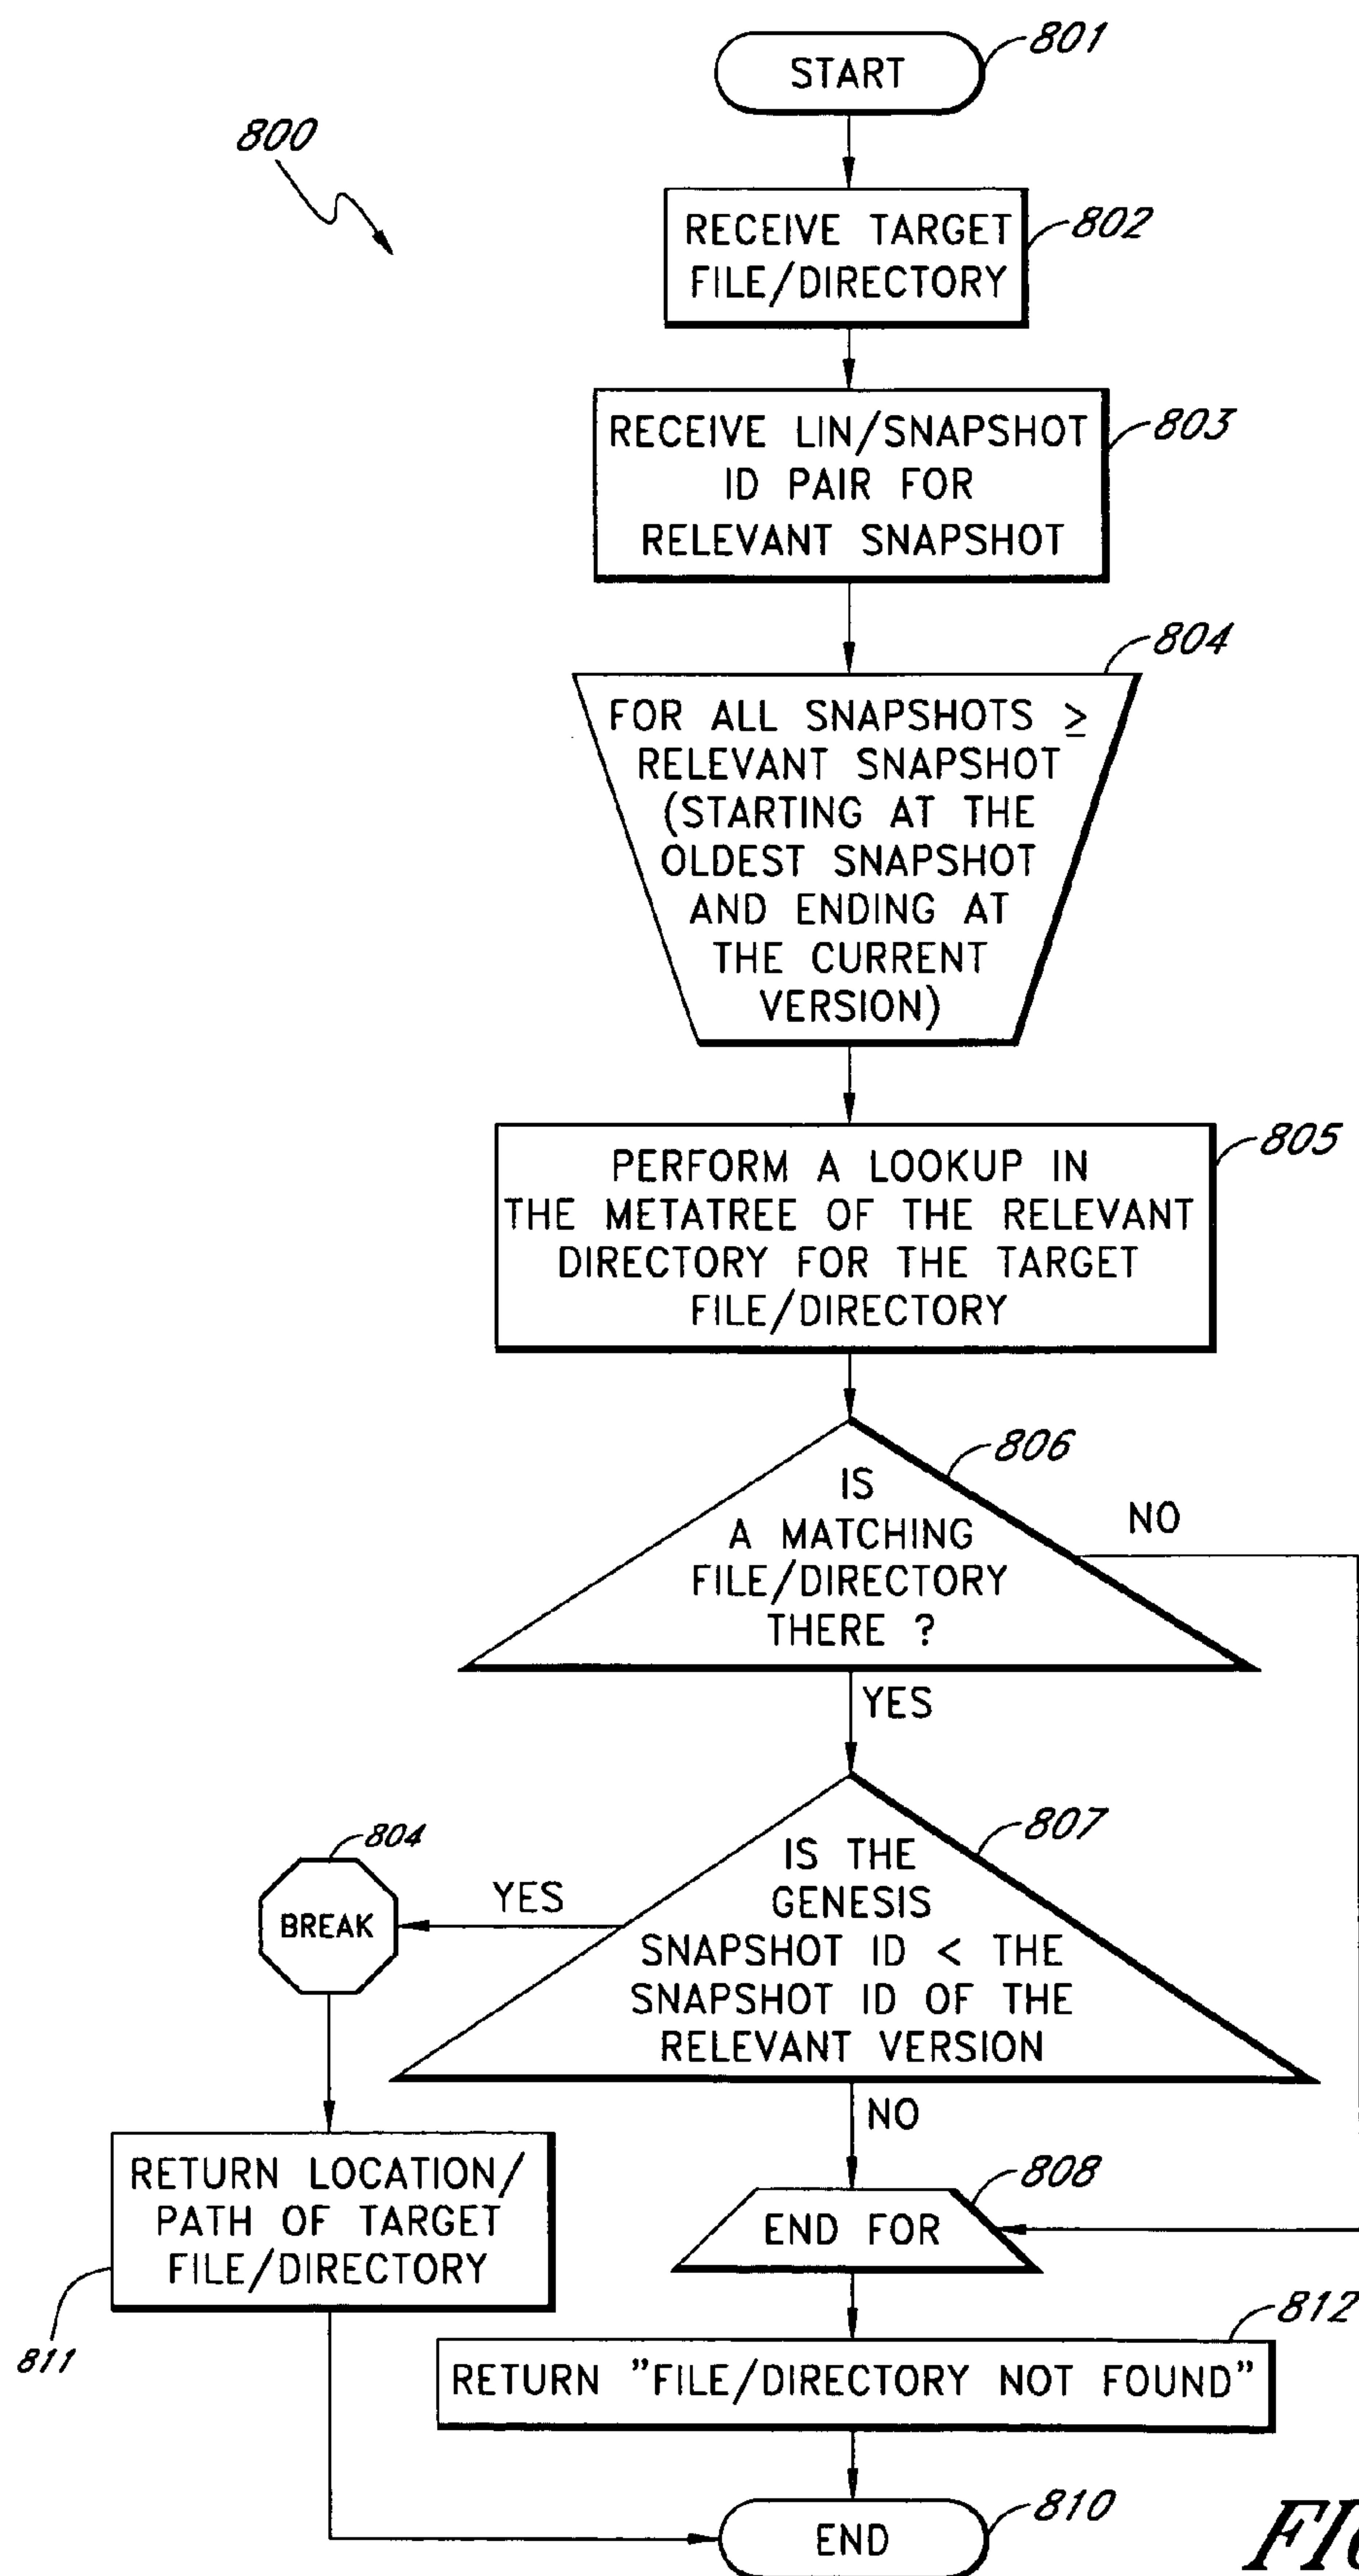 START
801
800
RECEIVE TARGET
FILE/DIRECTORY
802
RECEIVE LIN/SNAPSHOT
ID PAIR FOR
RELEVANT SNAPSHOT
803
804
FOR ALL SNAPSHOTS ≥
RELEVANT SNAPSHOT
(STARTING AT THE
OLDEST SNAPSHOT
AND ENDING AT
THE CURRENT
VERSION)
805
PERFORM A LOOKUP IN
THE METATREE OF THE RELEVANT
DIRECTORY FOR THE TARGET
FILE/DIRECTORY
806
IS
A MATCHING
FILE/DIRECTORY
THERE ?
NO
YES
807
IS THE
GENESIS
SNAPSHOT ID < THE
SNAPSHOT ID OF THE
RELEVANT VERSION
YES
804
BREAK
NO
RETURN LOCATION/
PATH OF TARGET
FILE/DIRECTORY
811
808
END FOR
812
RETURN "FILE/DIRECTORY NOT FOUND"
END
810